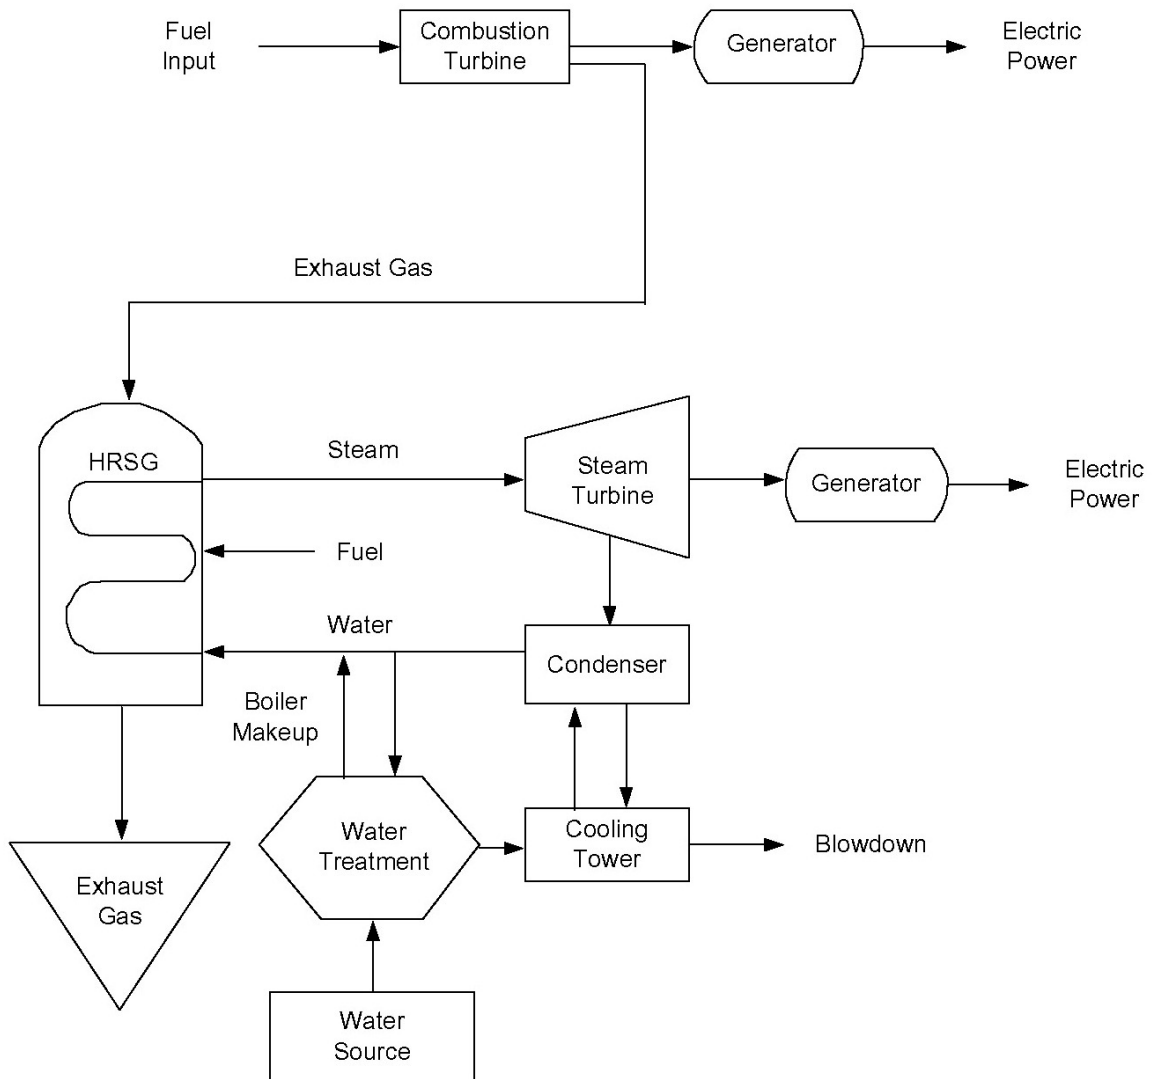 Fuel
Input
Combustion
Turbine
Generator
Electric
Power
Exhaust Gas
HRSG
Steam
Steam
Turbine
Generator
Electric
Power
Fuel
Water
Condenser
Boiler
Makeup
Water
Treatment
Cooling
Tower
Blowdown
Exhaust
Gas
Water
Source